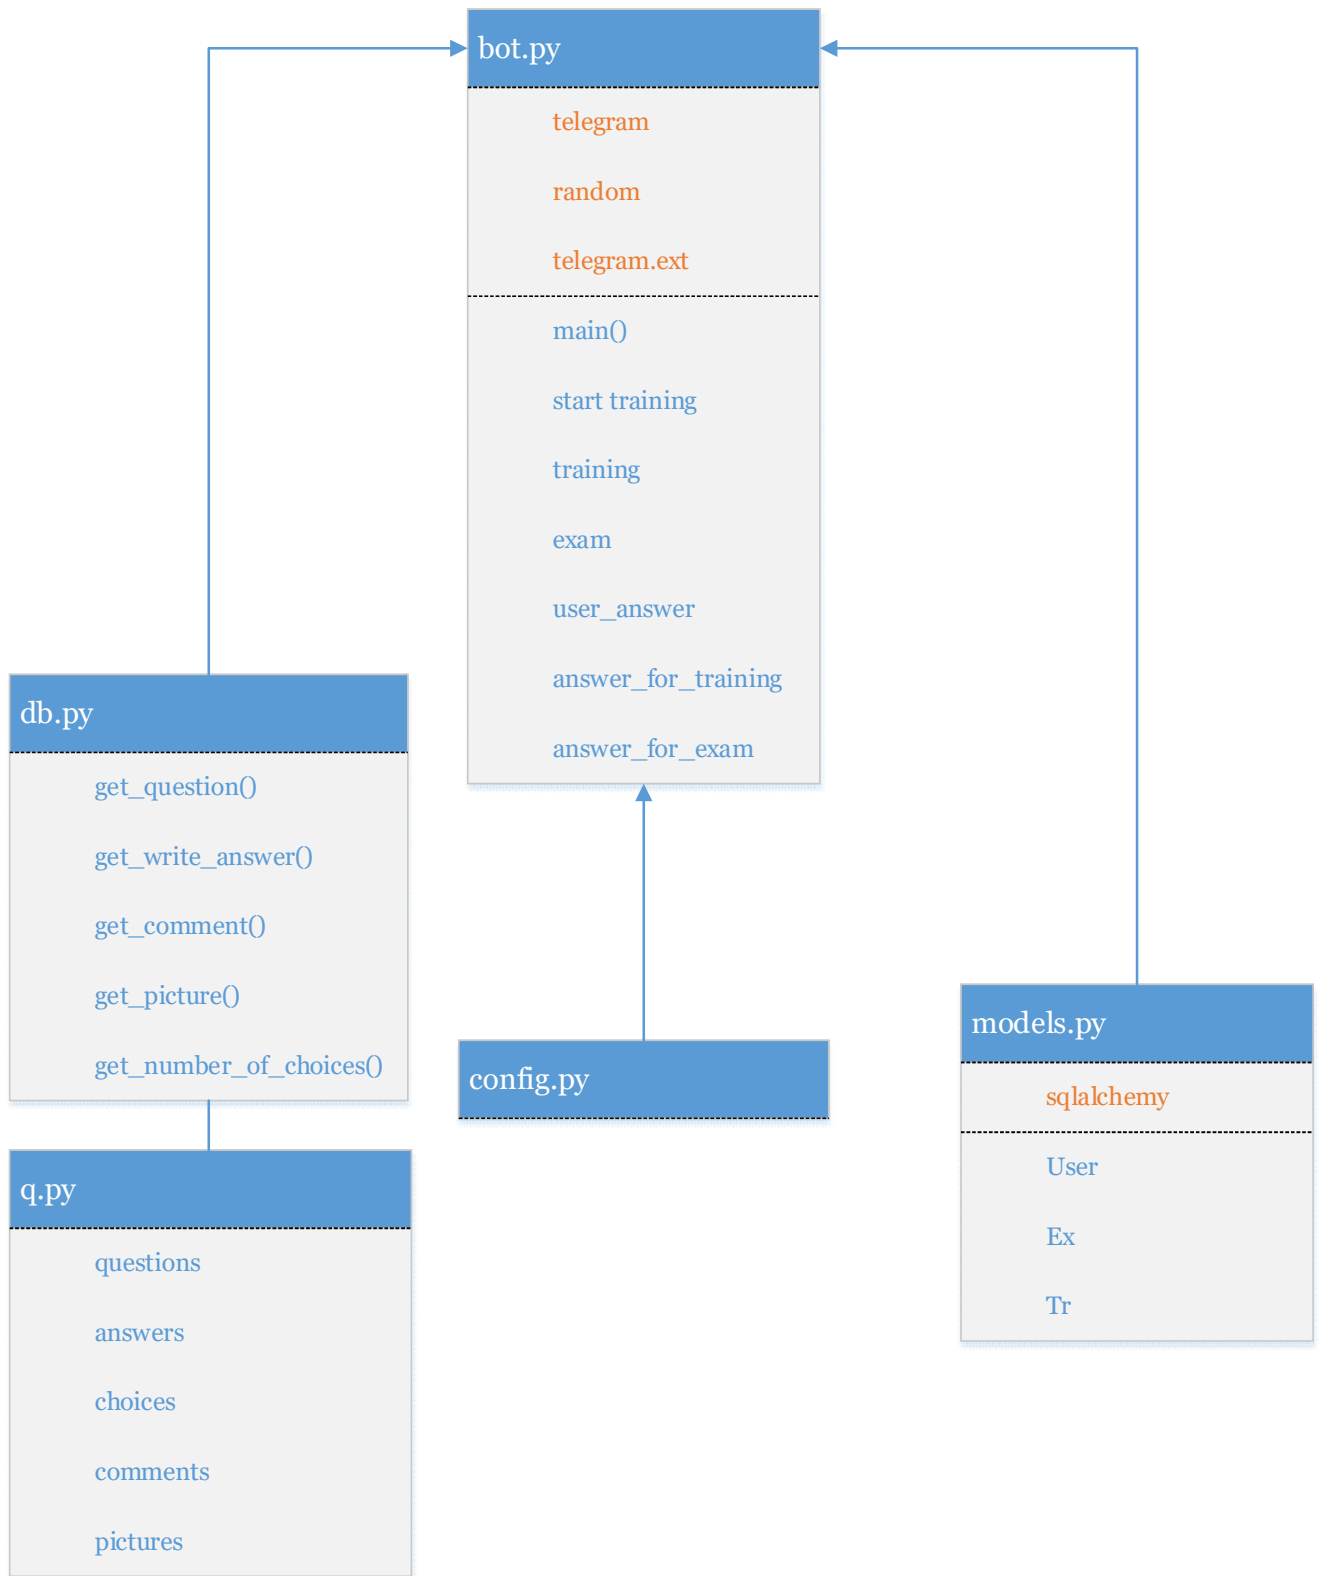 bot.py
telegram
random
telegram.ext
main()
start training
training
exam
user_answer
answer_for_training
answer_for_exam
db.py
get_question()
get_write_answer()
get_comment()
get_picture()
get_number_of_choices()
config.py
models.py
sqlalchemy
User
Ex
Tr
q.py
questions
answers
choices
comments
pictures